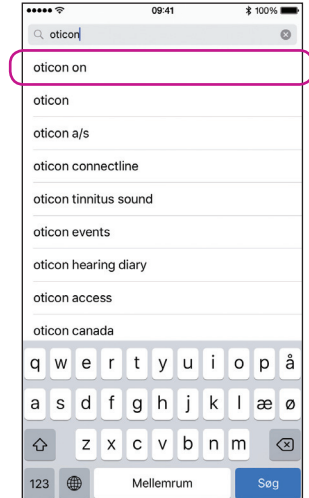 09:41 100%
oticon
oticon on
oticon
oticon a/s
oticon connectline
oticon tinnitus sound
oticon events
oticon hearing diary
oticon access
oticon canada
q w e r t y u i o p å
a s d f g h j k l æ ø
z x c v b n m
123 Mellemrum Søg